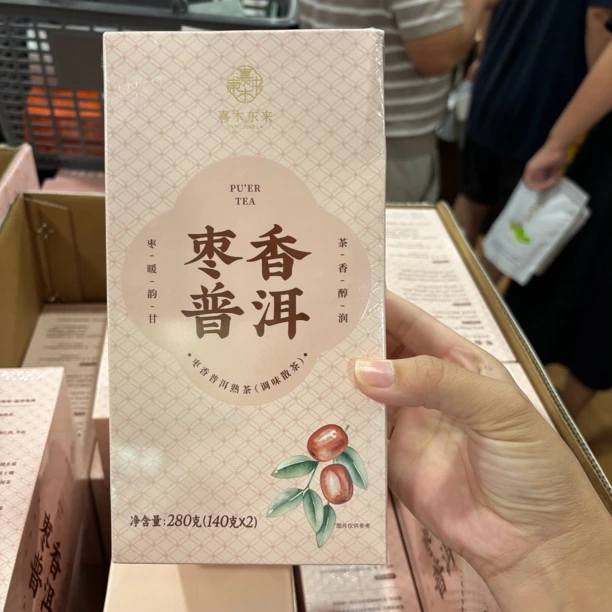 嘉木东来
PU'ER
TEA
枣香
普洱
枣-暖-韵-甘
茶-香-醇-润
•枣香普洱熟茶(调味散茶)•
净含量:280克(140克X2)
图片仅供参考